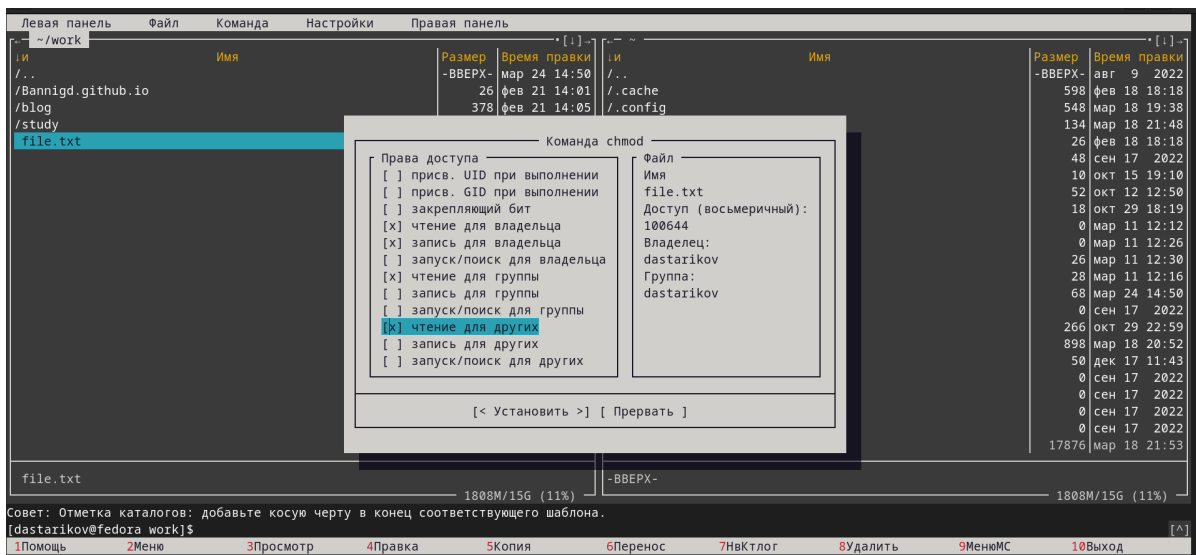 Левая панель Файл Команда Настройки Правая панель
←─ ~/work ─•[↓]→ ←─ ~ ─•[↓]→
↓и Имя Размер Время правки ↓и Имя Размер Время правки
/.. -ВВЕРХ- мар 24 14:50 /.. -ВВЕРХ- авг 9 2022
/Bannigd.github.io 26 фев 21 14:01 /.cache 598 фев 18 18:18
/blog 378 фев 21 14:05 /.config 548 мар 18 19:38
/study 134 мар 18 21:48
file.txt Команда chmod 26 фев 18 18:18
Права доступа Файл 48 сен 17 2022
[ ] присв. UID при выполнении Имя 10 окт 15 19:10
[ ] присв. GID при выполнении file.txt 52 окт 12 12:50
[ ] закрепляющий бит Доступ (восьмеричный): 18 окт 29 18:19
[x] чтение для владельца 100644 0 мар 11 12:12
[x] запись для владельца Владелец: 0 мар 11 12:26
[ ] запуск/поиск для владельца dastarikov 26 мар 11 12:30
[x] чтение для группы Группа: 28 мар 11 12:16
[ ] запись для группы dastarikov 68 мар 24 14:50
[ ] запуск/поиск для группы 0 сен 17 2022
[x] чтение для других 266 окт 29 22:59
[ ] запись для других 898 мар 18 20:52
[ ] запуск/поиск для других 50 дек 17 11:43
0 сен 17 2022
0 сен 17 2022
[< Установить >] [ Прервать ] 0 сен 17 2022
0 сен 17 2022
17876 мар 18 21:53
file.txt -ВВЕРХ-
1808M/15G (11%) 1808M/15G (11%)
Совет: Отметка каталогов: добавьте косую черту в конец соответствующего шаблона.
[dastarikov@fedora work]$ [^]
1Помощь 2Меню 3Просмотр 4Правка 5Копия 6Перенос 7НвКтлог 8Удалить 9МенюМС 10Выход